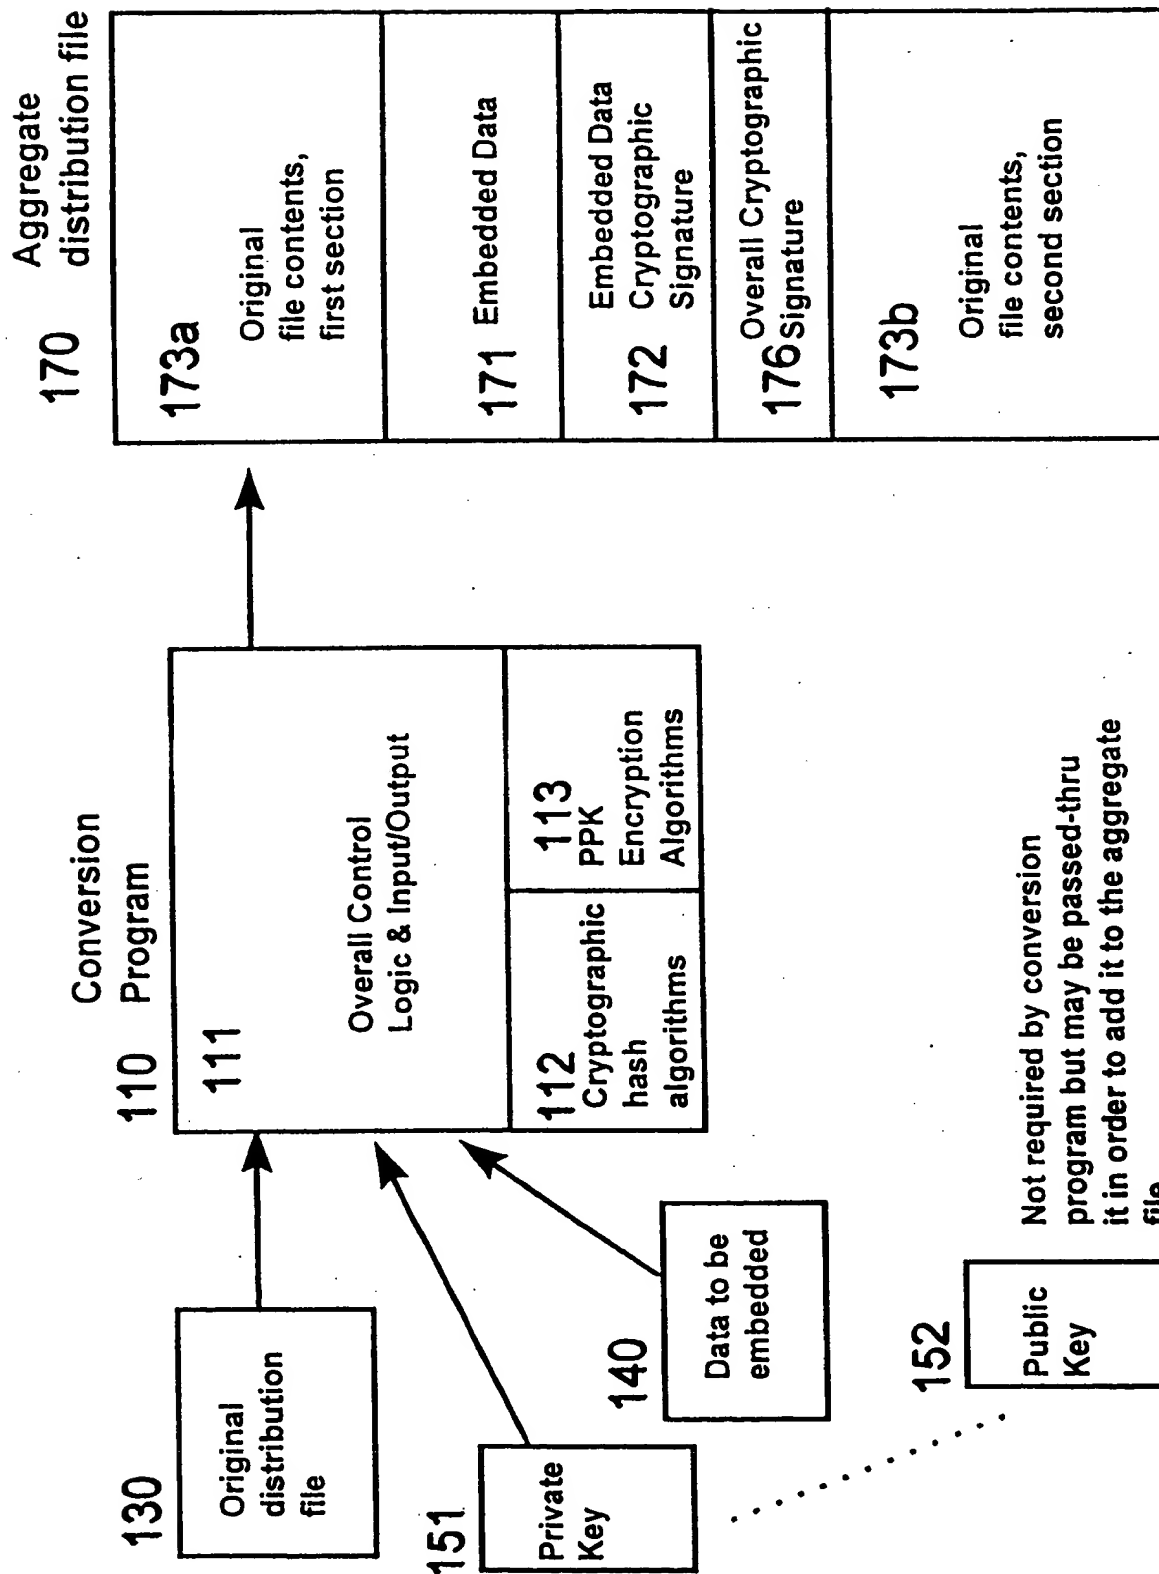 130
Original
distribution
file
151
Private
Key
140
Data to be
embedded
152
Public
Key
Not required by conversion
program but may be passed-thru
it in order to add it to the aggregate
file
Conversion
110 Program
111
Overall Control
Logic & Input/Output
112
Cryptographic
hash
algorithms
113
PPK
Encryption
Algorithms
Aggregate
170 distribution file
173a
Original
file contents,
first section
171 Embedded Data
Embedded Data
172 Cryptographic
Signature
Overall Cryptographic
176 Signature
173b
Original
file contents,
second section